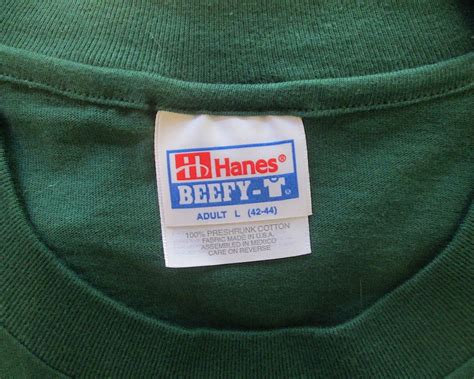 Hanes®
BEEFY-T®
ADULT L (42-44)
100% PRESHRUNK COTTON
FABRIC MADE IN U.S.A.
ASSEMBLED IN MEXICO
CARE ON REVERSE